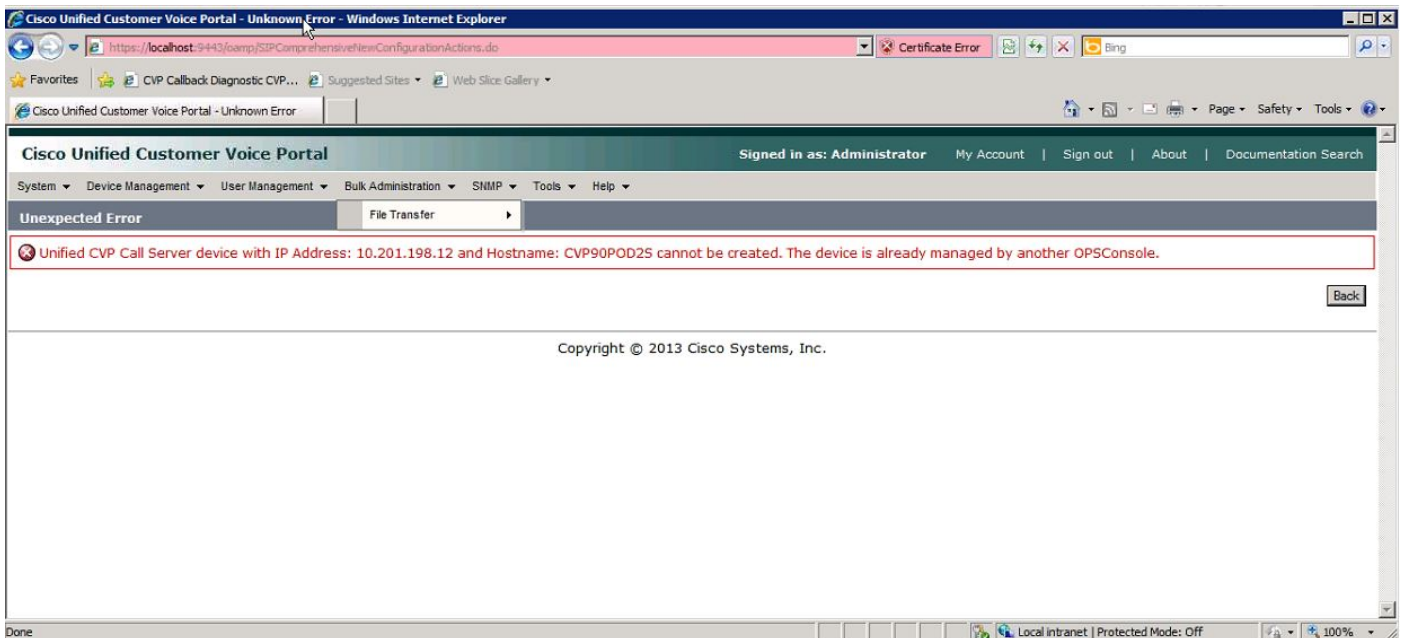 Cisco Unified Customer Voice Portal - Unknown Error - Windows Internet Explorer
https://localhost:9443/oamp/SIPComprehensiveNewConfigurationActions.do
Certificate Error
Bing
Favorites
CVP Callback Diagnostic CVP...
Suggested Sites
Web Slice Gallery
Cisco Unified Customer Voice Portal - Unknown Error
Page
Safety
Tools
Cisco Unified Customer Voice Portal
Signed in as: Administrator My Account | Sign out | About | Documentation Search
System Device Management User Management Bulk Administration SNMP Tools Help
Unexpected Error
File Transfer
Unified CVP Call Server device with IP Address: 10.201.198.12 and Hostname: CVP90POD2S cannot be created. The device is already managed by another OPSConsole.
Back
Copyright © 2013 Cisco Systems, Inc.
Done
Local intranet | Protected Mode: Off
100%